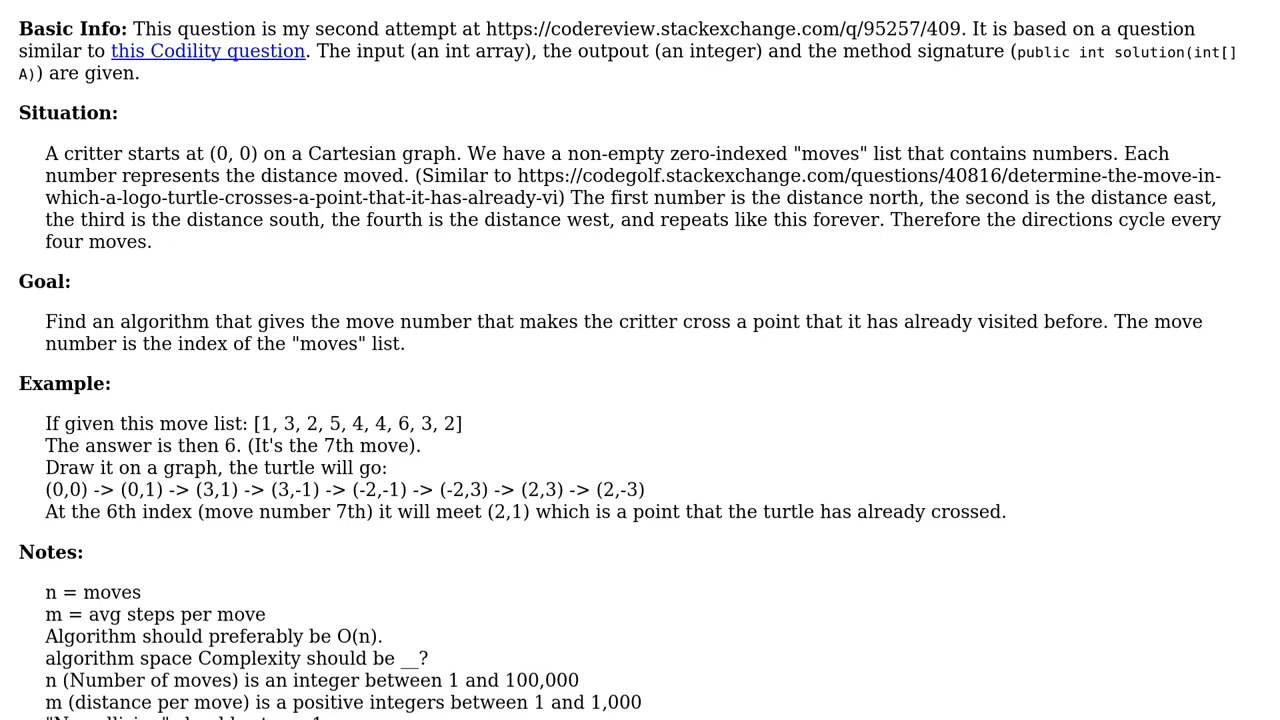 Basic Info: This question is my second attempt at https://codereview.stackexchange.com/q/95257/409. It is based on a question
similar to this Codility question. The input (an int array), the outpout (an integer) and the method signature (public int solution(int[]
A)) are given.
Situation:
A critter starts at (0, 0) on a Cartesian graph. We have a non-empty zero-indexed "moves" list that contains numbers. Each
number represents the distance moved. (Similar to https://codegolf.stackexchange.com/questions/40816/determine-the-move-in-
which-a-logo-turtle-crosses-a-point-that-it-has-already-vi) The first number is the distance north, the second is the distance east,
the third is the distance south, the fourth is the distance west, and repeats like this forever. Therefore the directions cycle every
four moves.
Goal:
Find an algorithm that gives the move number that makes the critter cross a point that it has already visited before. The move
number is the index of the "moves" list.
Example:
If given this move list: [1, 3, 2, 5, 4, 4, 6, 3, 2]
The answer is then 6. (It's the 7th move).
Draw it on a graph, the turtle will go:
(0,0) -> (0,1) -> (3,1) -> (3,-1) -> (-2,-1) -> (-2,3) -> (2,3) -> (2,-3)
At the 6th index (move number 7th) it will meet (2,1) which is a point that the turtle has already crossed.
Notes:
n = moves
m = avg steps per move
Algorithm should preferably be O(n).
algorithm space Complexity should be __?
n (Number of moves) is an integer between 1 and 100,000
m (distance per move) is a positive integers between 1 and 1,000